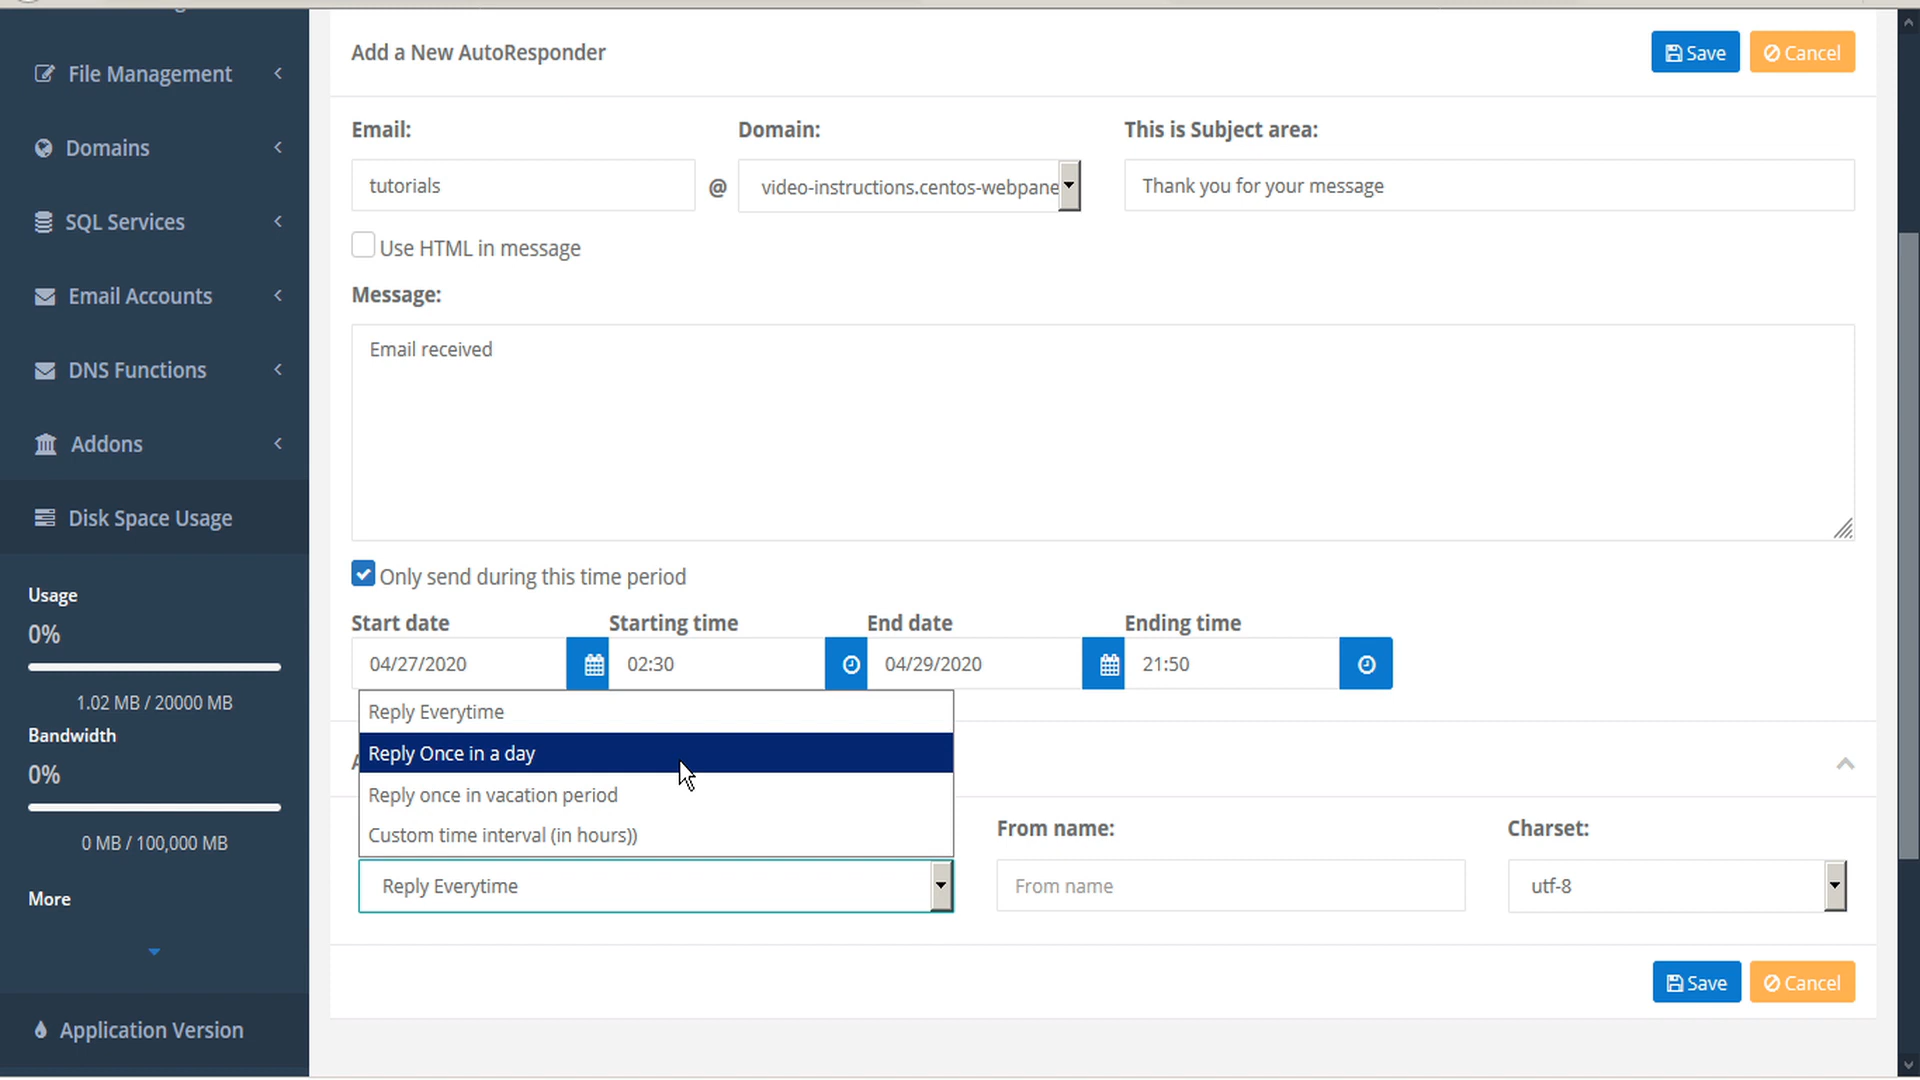 File Management
Domains
SQL Services
Email Accounts
DNS Functions
Addons
Disk Space Usage
Usage
0%
1.02 MB / 20000 MB
Bandwidth
0%
0 MB / 100,000 MB
More
Application Version
Add a New AutoResponder
Save
Cancel
Email:
Domain:
This is Subject area:
tutorials
@
video-instructions.centos-webpane
Thank you for your message
Use HTML in message
Message:
Email received
Only send during this time period
Start date
Starting time
End date
Ending time
04/27/2020
02:30
04/29/2020
21:50
Reply Everytime
Reply Once in a day
Reply once in vacation period
Custom time interval (in hours))
From name:
Charset:
Reply Everytime
From name
utf-8
Save
Cancel